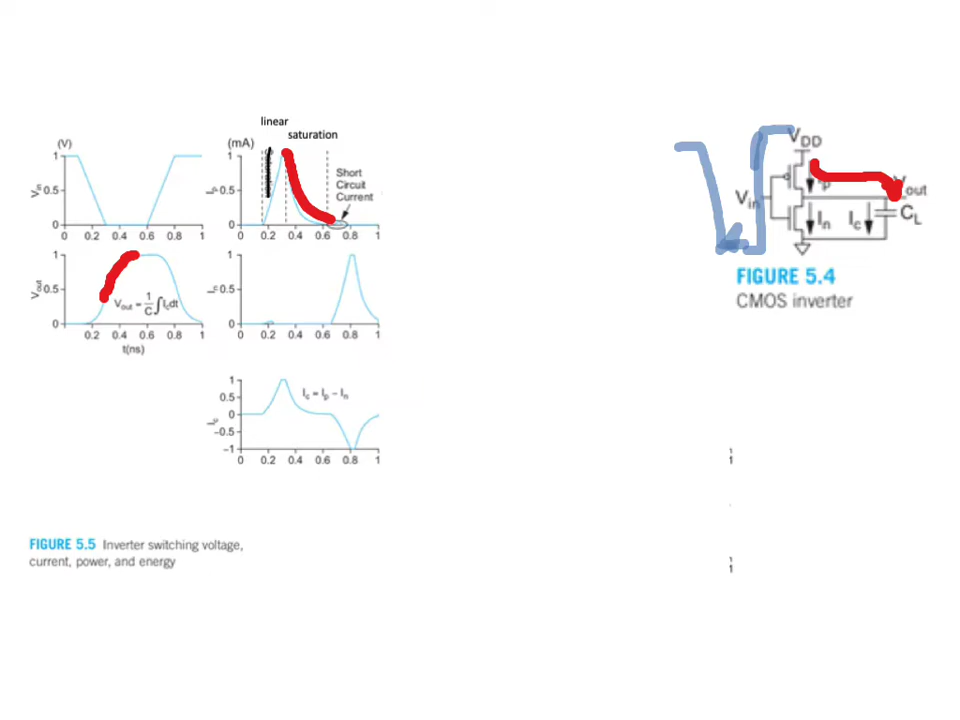 linear
saturation
(V)
(mA)
1
0.5
0
V_in
0 0.2 0.4 0.6 0.8 1
1
0.5
0
I_p
0 0.2 0.4 0.6 0.8 1
Short
Circuit
Current
1
0.5
0
V_out
V_out = 1/C ∫I_c dt
0.2 0.4 0.6 0.8 1
t(ns)
1
0.5
0
I_n
0 0.2 0.4 0.6 0.8 1
1
0.5
0
−0.5
−1
I_c
I_c = I_p − I_n
0 0.2 0.4 0.6 0.8 1
FIGURE 5.5 Inverter switching voltage,
current, power, and energy
V_DD
V_in
I_n
I_c
C_L
FIGURE 5.4
CMOS inverter